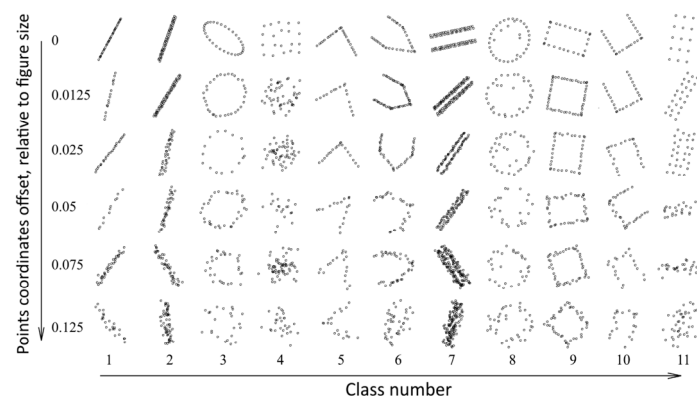 Points coordinates offset, relative to figure size
0
0.0125
0.025
0.05
0.075
0.125
1 2 3 4 5 6 7 8 9 10 11
Class number